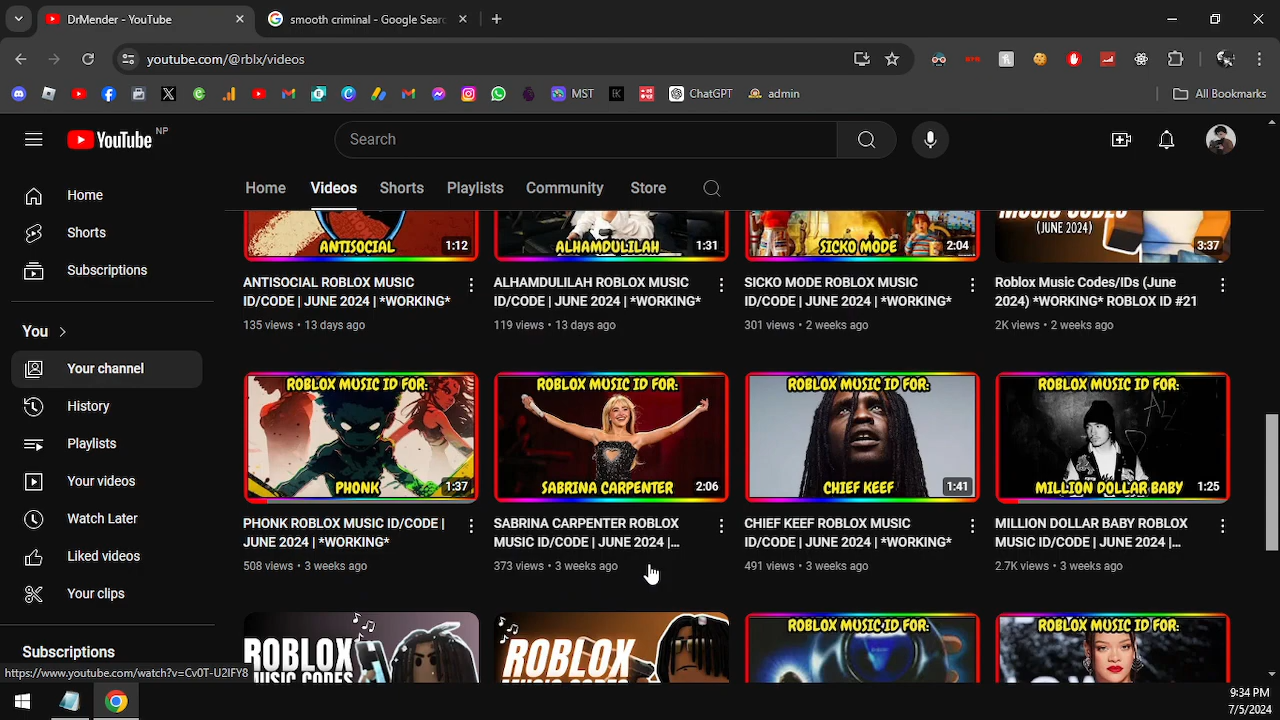 DrMender - YouTube
smooth criminal - Google Sear
youtube.com/@rblx/videos
MST
ChatGPT
admin
All Bookmarks
YouTube NP
Search
Home Videos Shorts Playlists Community Store
Home
Shorts
Subscriptions
You
Your channel
History
Playlists
Your videos
Watch Later
Liked videos
Your clips
Subscriptions
ANTISOCIAL 1:12
ALHAMDULILAH 1:31
SICKO MODE 2:04
MUSIC CODES
(JUNE 2024) 3:37
ANTISOCIAL ROBLOX MUSIC
ID/CODE | JUNE 2024 | *WORKING*
135 views • 13 days ago
ALHAMDULILAH ROBLOX MUSIC
ID/CODE | JUNE 2024 | *WORKING*
119 views • 13 days ago
SICKO MODE ROBLOX MUSIC
ID/CODE | JUNE 2024 | *WORKING*
301 views • 2 weeks ago
Roblox Music Codes/IDs (June
2024) *WORKING* ROBLOX ID #21
2K views • 2 weeks ago
ROBLOX MUSIC ID FOR:
PHONK 1:37
ROBLOX MUSIC ID FOR:
SABRINA CARPENTER 2:06
ROBLOX MUSIC ID FOR:
CHIEF KEEF 1:41
ROBLOX MUSIC ID FOR:
MILLION DOLLAR BABY 1:25
PHONK ROBLOX MUSIC ID/CODE |
JUNE 2024 | *WORKING*
508 views • 3 weeks ago
SABRINA CARPENTER ROBLOX
MUSIC ID/CODE | JUNE 2024 |...
373 views • 3 weeks ago
CHIEF KEEF ROBLOX MUSIC
ID/CODE | JUNE 2024 | *WORKING*
491 views • 3 weeks ago
MILLION DOLLAR BABY ROBLOX
MUSIC ID/CODE | JUNE 2024 |...
2.7K views • 3 weeks ago
ROBLOX
MUSIC CODES
ROBLOX
MUSIC CODES
ROBLOX MUSIC ID FOR:
ROBLOX MUSIC ID FOR:
https://www.youtube.com/watch?v=Cv0T-U2lFY8
9:34 PM
7/5/2024